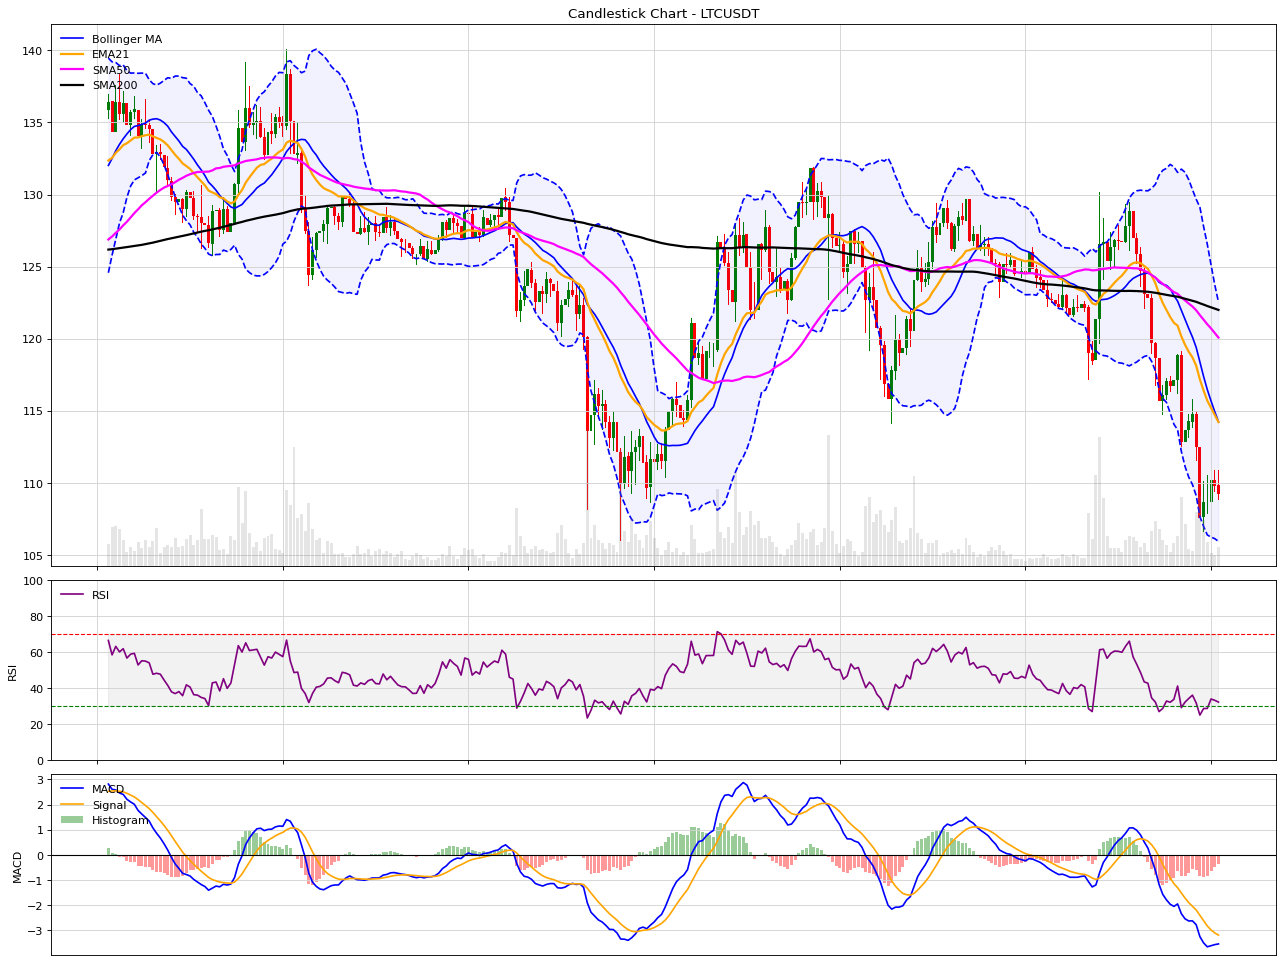 Candlestick Chart - LTCUSDT
Bollinger MA
EMA21
SMA50
SMA200
140
135
130
125
120
115
110
105
RSI
100
80
60
40
20
0
RSI
MACD
Signal
Histogram
3
2
1
0
−1
−2
−3
MACD